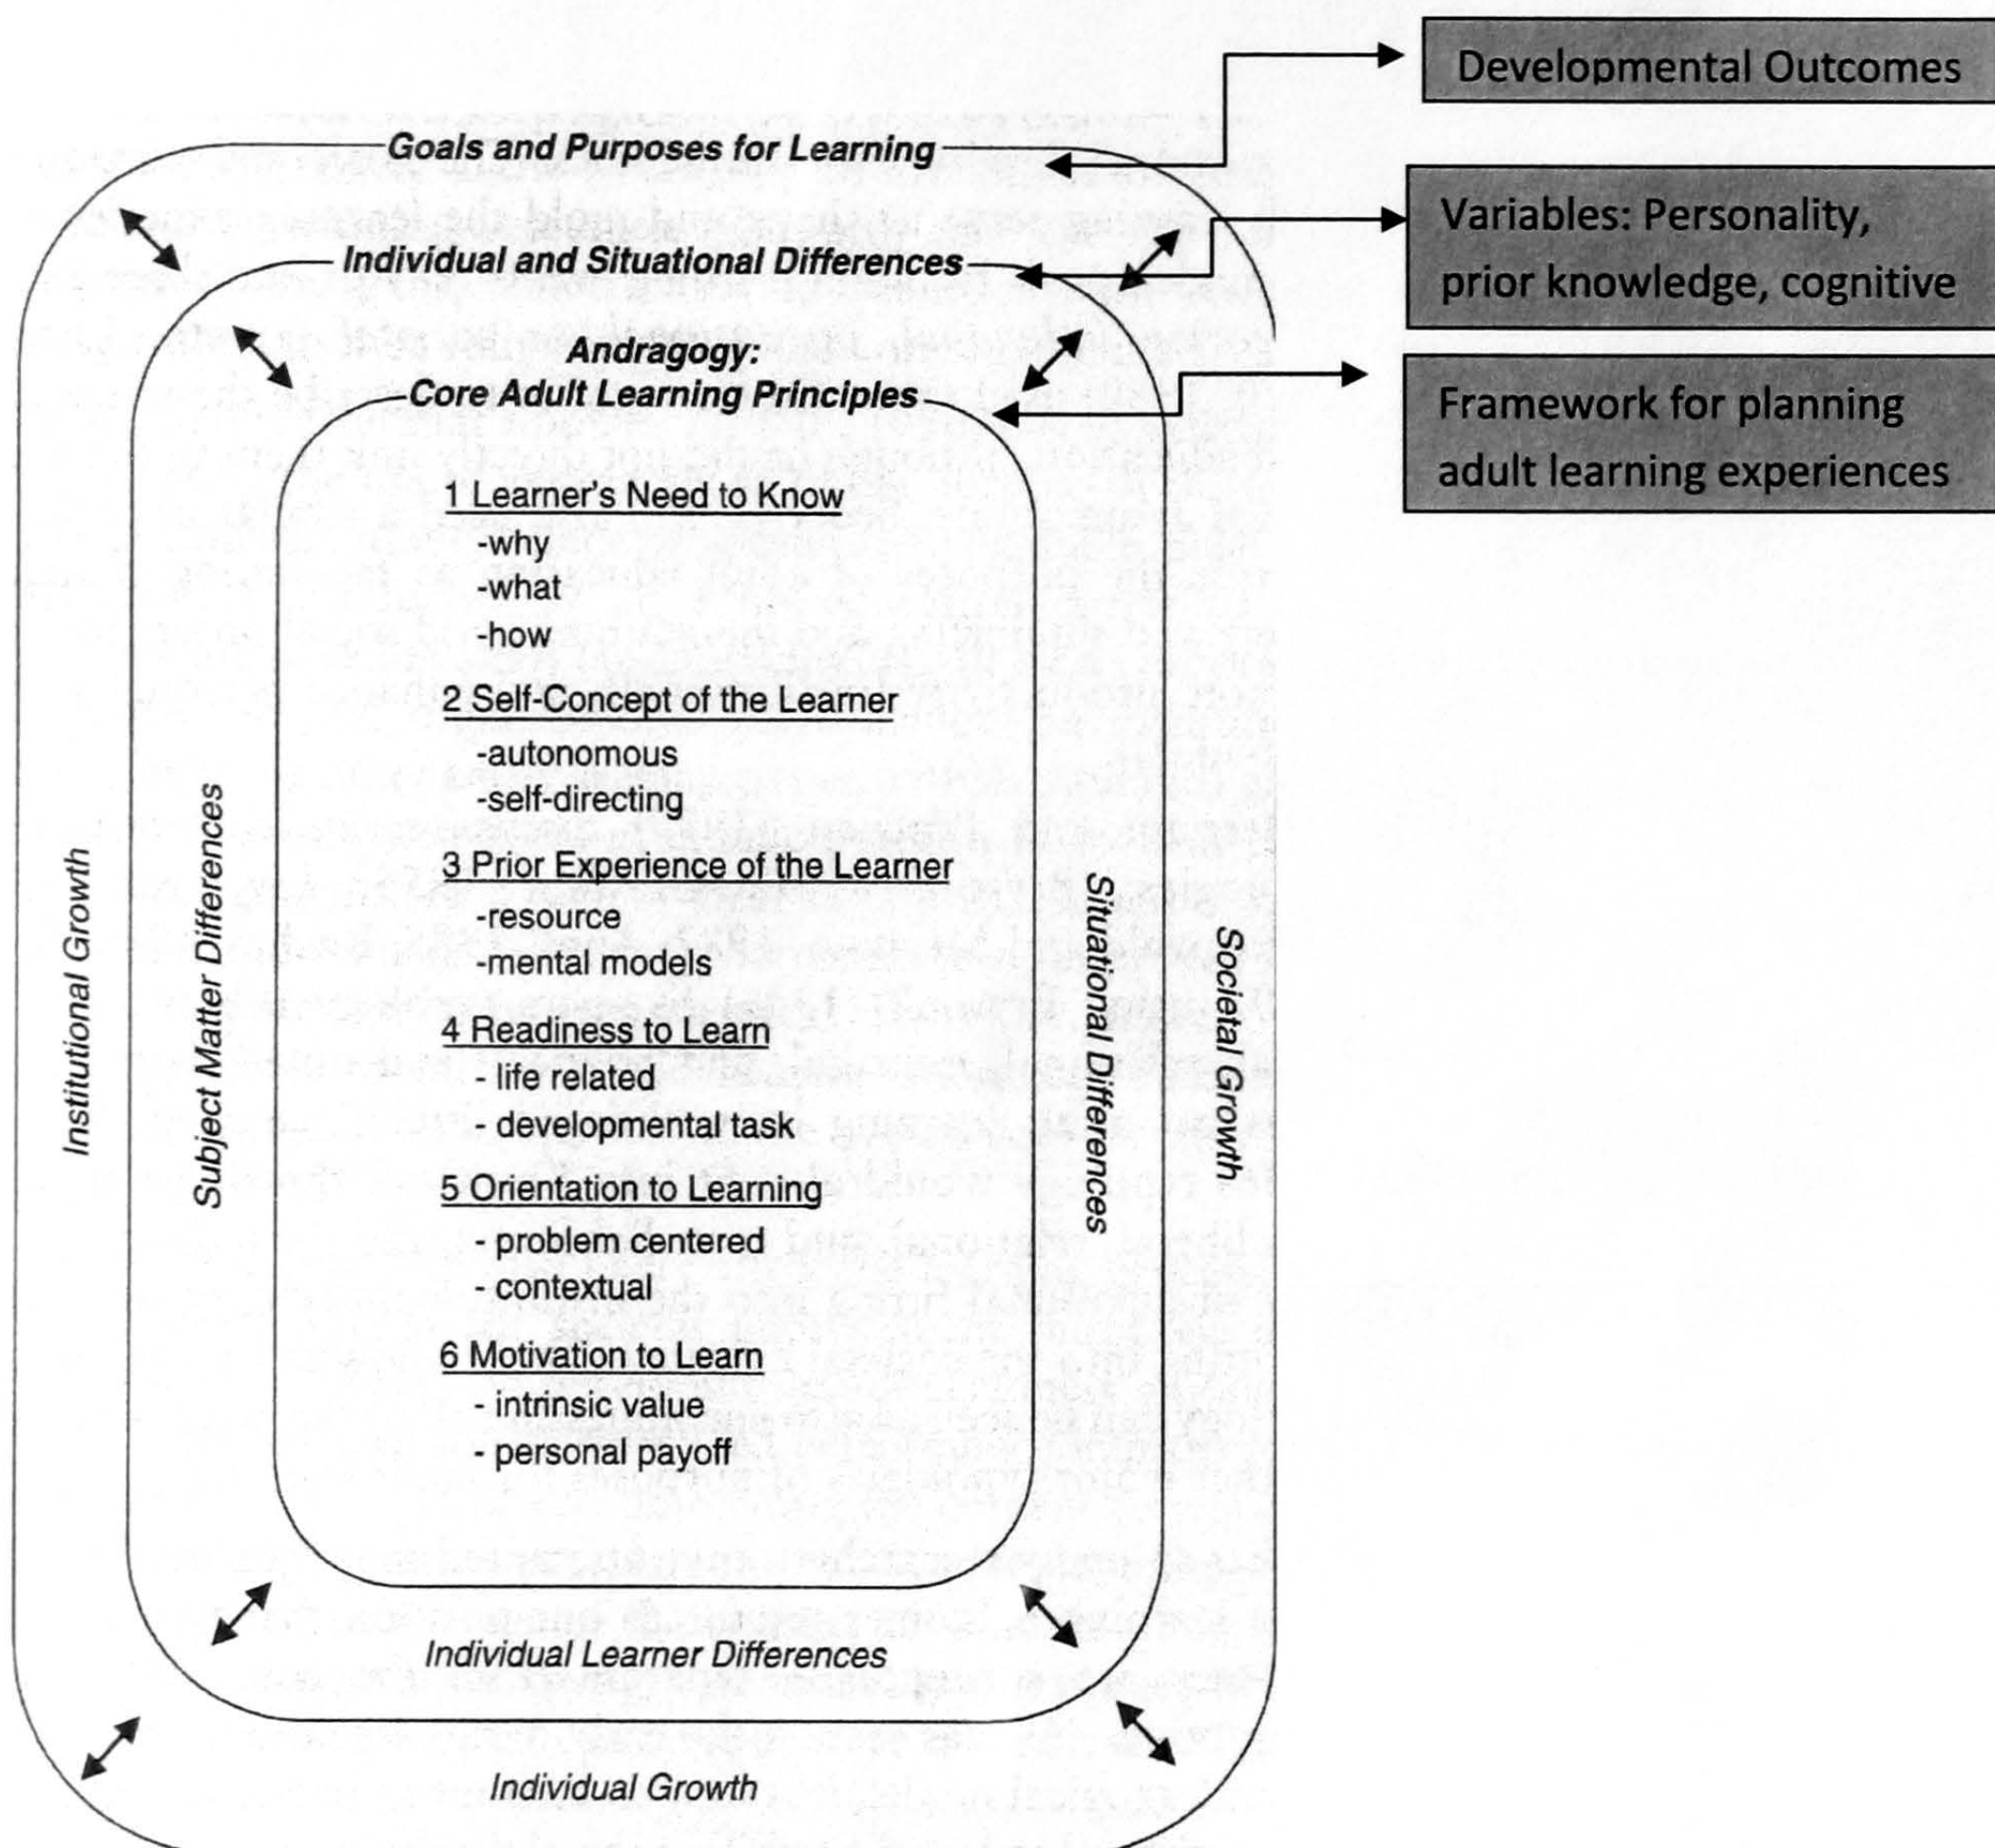 Developmental Outcomes
Goals and Purposes for Learning
Variables: Personality,
prior knowledge, cognitive
Individual and Situational Differences
Andragogy:
Core Adult Learning Principles
Framework for planning
adult learning experiences
1 Learner's Need to Know
-why
-what
-how
2 Self-Concept of the Learner
-autonomous
-self-directing
3 Prior Experience of the Learner
-resource
-mental models
4 Readiness to Learn
- life related
- developmental task
5 Orientation to Learning
- problem centered
- contextual
6 Motivation to Learn
- intrinsic value
- personal payoff
Institutional Growth
Subject Matter Differences
Situational Differences
Societal Growth
Individual Learner Differences
Individual Growth